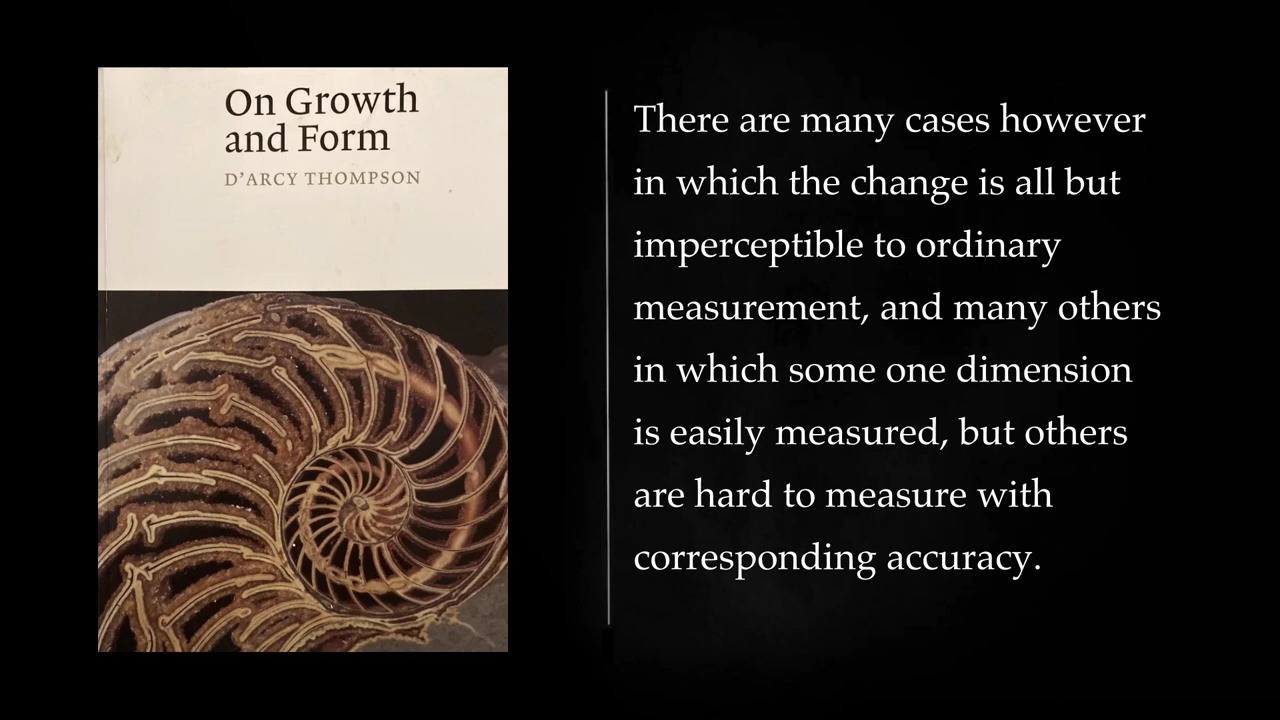 On Growth
and Form
D'ARCY THOMPSON
There are many cases however
in which the change is all but
imperceptible to ordinary
measurement, and many others
in which some one dimension
is easily measured, but others
are hard to measure with
corresponding accuracy.